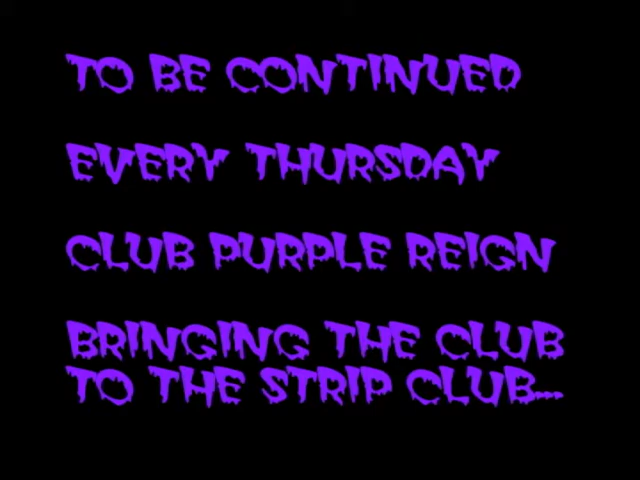 TO BE CONTINUED
EVERY THURSDAY
CLUB PURPLE REIGN
BRINGING THE CLUB
TO THE STRIP CLUB...